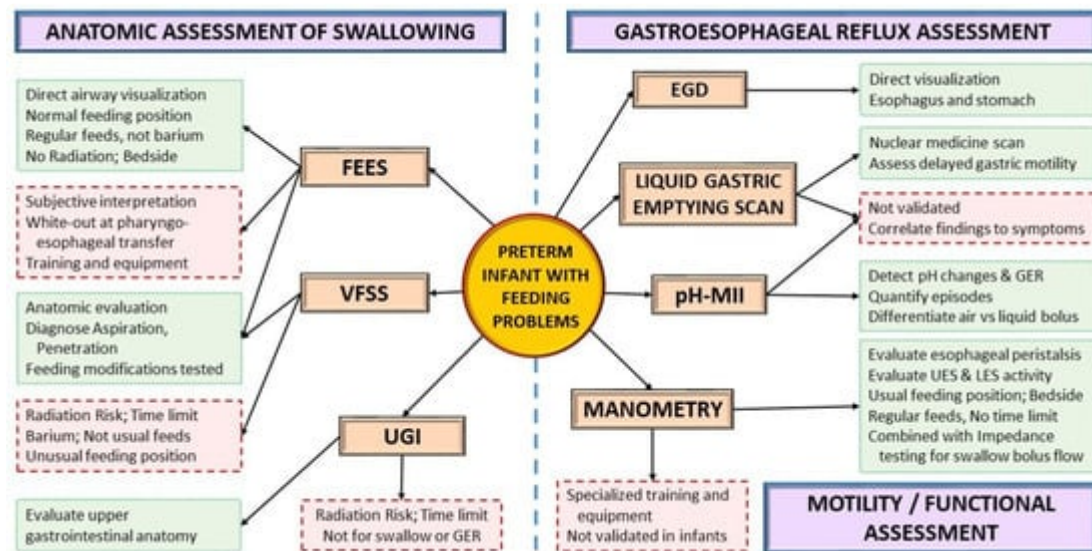 ANATOMIC ASSESSMENT OF SWALLOWING
Direct airway visualization
Normal feeding position
Regular feeds, not barium
No Radiation; Bedside
FEES
Subjective interpretation
White-out at pharyngo-
esophageal transfer
Training and equipment
VFSS
Anatomic evaluation
Diagnose Aspiration,
Penetration
Feeding modifications tested
Radiation Risk; Time limit
Barium; Not usual feeds
Unusual feeding position
UGI
Evaluate upper
gastrointestinal anatomy
Radiation Risk; Time limit
Not for swallow or GER
PRETERM
INFANT WITH
FEEDING
PROBLEMS
GASTROESOPHAGEAL REFLUX ASSESSMENT
EGD
Direct visualization
Esophagus and stomach
LIQUID GASTRIC
EMPTYING SCAN
Nuclear medicine scan
Assess delayed gastric motility
Not validated
Correlate findings to symptoms
pH-MII
Detect pH changes & GER
Quantify episodes
Differentiate air vs liquid bolus
MANOMETRY
Evaluate esophageal peristalsis
Evaluate UES & LES activity
Usual feeding position; Bedside
Regular feeds, No time limit
Combined with Impedance
testing for swallow bolus flow
Specialized training and
equipment
Not validated in infants
MOTILITY / FUNCTIONAL
ASSESSMENT